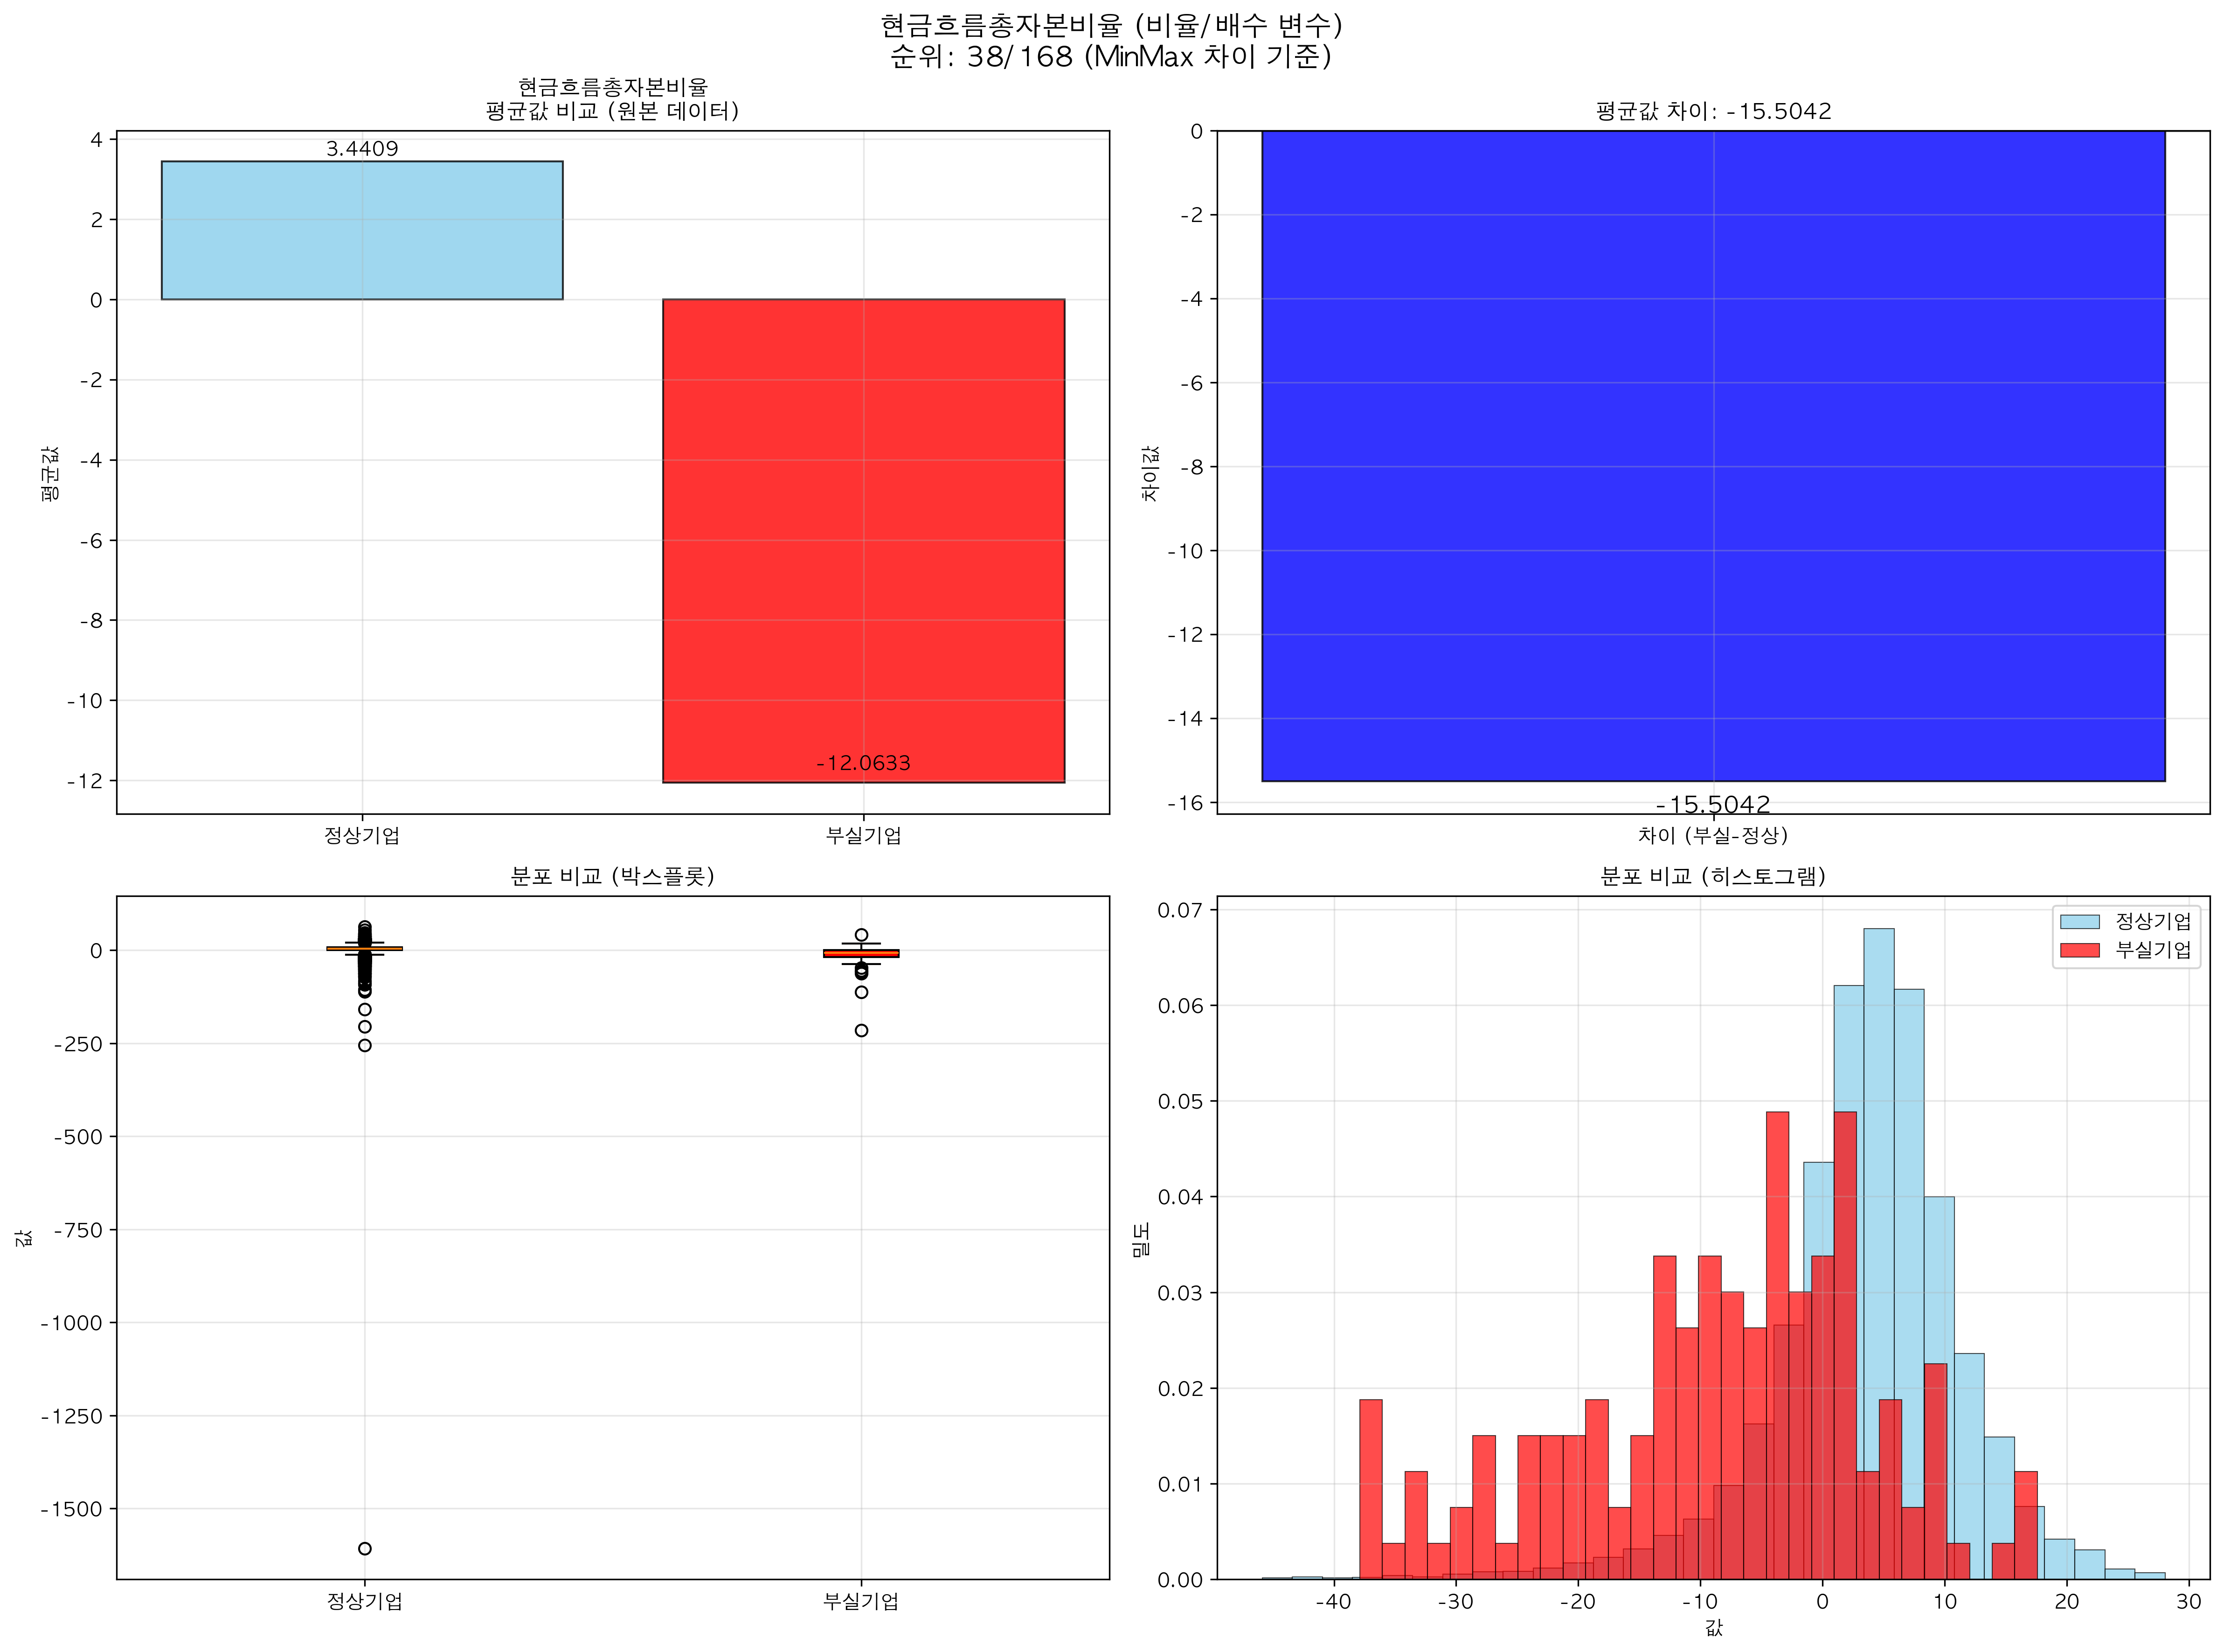 현금흐름총자본비율 (비율/배수 변수)
순위: 38/168 (MinMax 차이 기준)
현금흐름총자본비율
평균값 비교 (원본 데이터)
평균값
4
2
0
-2
-4
-6
-8
-10
-12
3.4409
-12.0633
정상기업
부실기업
평균값 차이: -15.5042
차이값
0
-2
-4
-6
-8
-10
-12
-14
-16
-15.5042
차이 (부실-정상)
분포 비교 (박스플롯)
값
0
-250
-500
-750
-1000
-1250
-1500
정상기업
부실기업
분포 비교 (히스토그램)
밀도
0.07
0.06
0.05
0.04
0.03
0.02
0.01
0.00
정상기업
부실기업
-40
-30
-20
-10
0
10
20
30
값